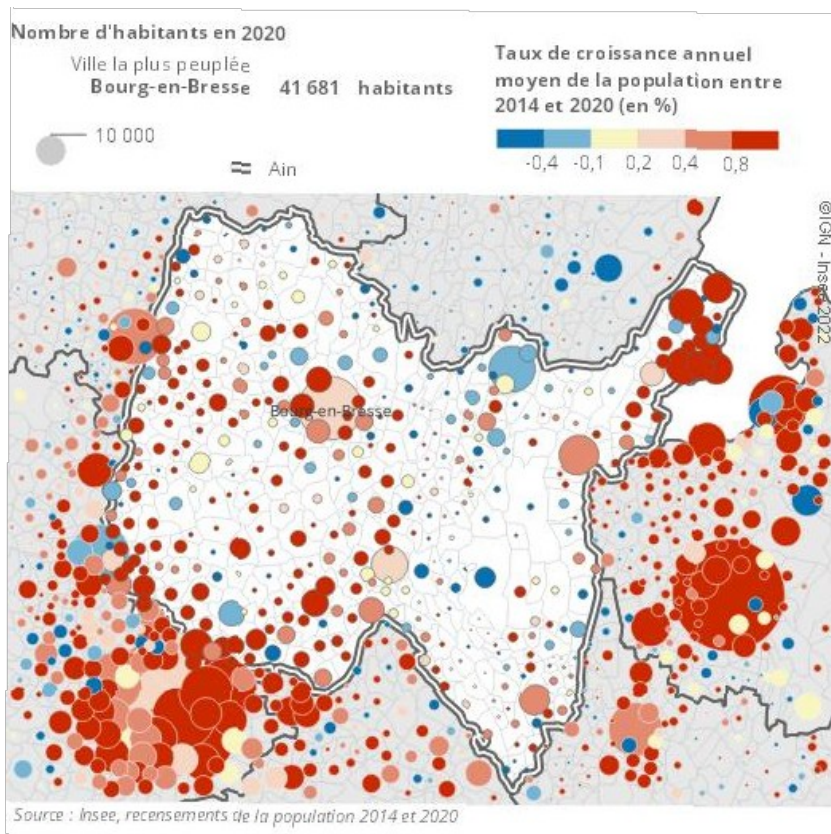 Nombre d'habitants en 2020
Ville la plus peuplée
Bourg-en-Bresse 41 681 habitants
10 000
Ain
Taux de croissance annuel
moyen de la population entre
2014 et 2020 (en %)
-0,4 -0,1 0,2 0,4 0,8
©IGN - Insee 2022
Bourg-en-Bresse
Source : Insee, recensements de la population 2014 et 2020